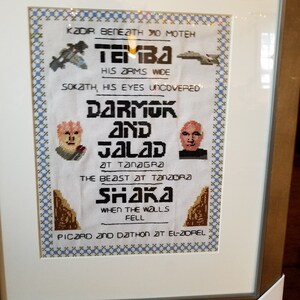 KADIR BENEATH MO MOTEH
TEMBA
HIS ARMS WIDE
SOKATH, HIS EYES UNCOVERED
DARMOK
AND
JALAD
AT TANAGRA
THE BEAST AT TANAGRA
SHAKA
WHEN THE WALLS
FELL
PICARD AND DATHON AT EL-ADREL